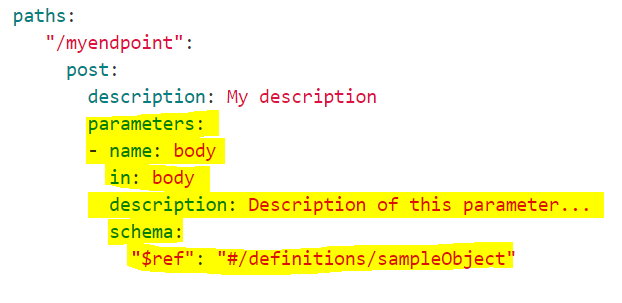 paths:
"/myendpoint":
post:
description: My description
parameters:
- name: body
in: body
description: Description of this parameter...
schema:
"$ref": "#/definitions/sampleObject"